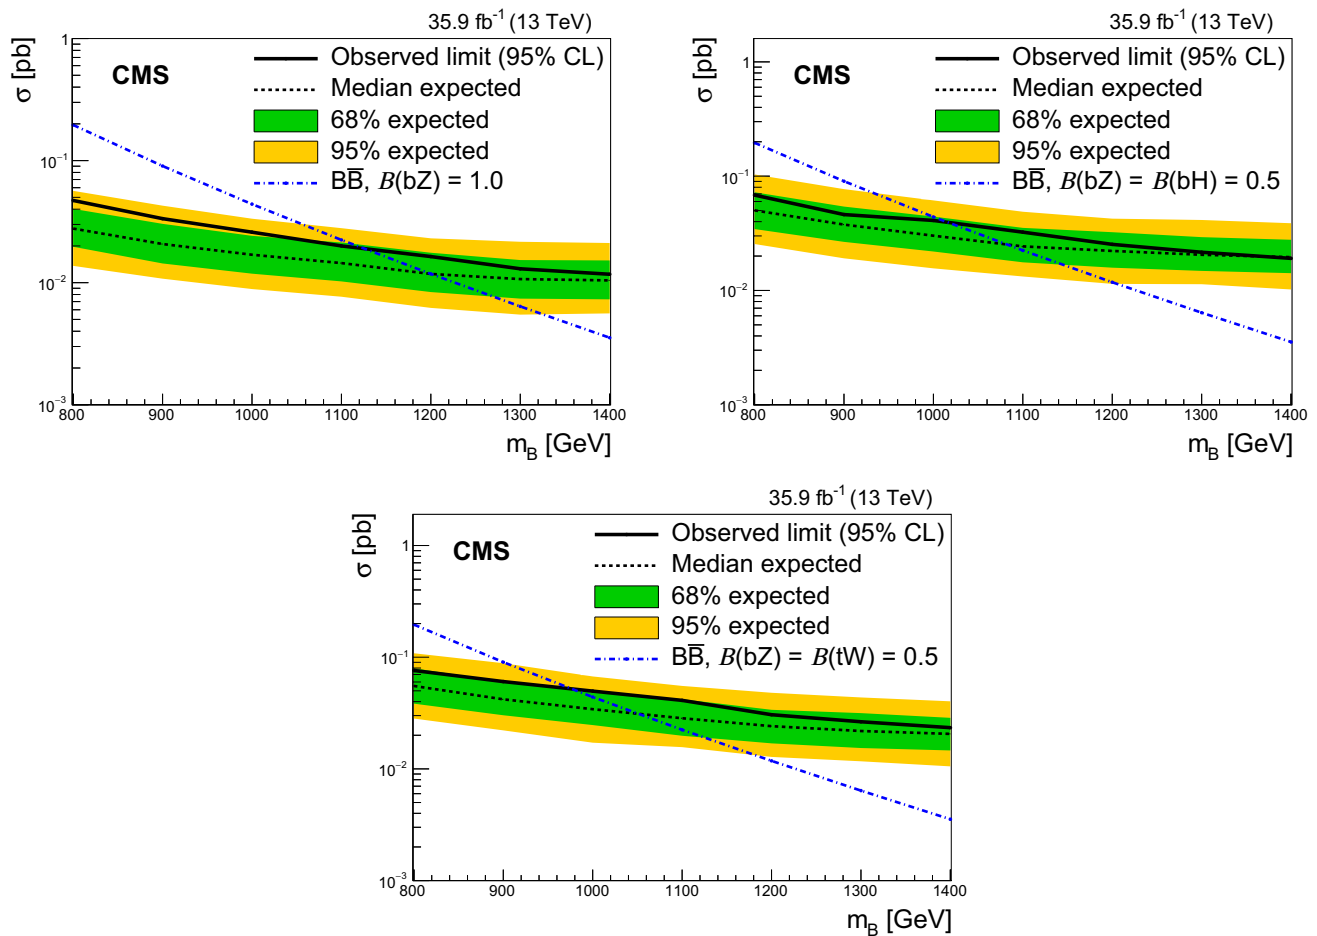 35.9 fb⁻¹ (13 TeV)
σ [pb]
CMS
Observed limit (95% CL)
Median expected
68% expected
95% expected
BB̅, B(bZ) = 1.0
1
10⁻¹
10⁻²
10⁻³
800 900 1000 1100 1200 1300 1400
m_B [GeV]
35.9 fb⁻¹ (13 TeV)
σ [pb]
CMS
Observed limit (95% CL)
Median expected
68% expected
95% expected
BB̅, B(bZ) = B(bH) = 0.5
1
10⁻¹
10⁻²
10⁻³
800 900 1000 1100 1200 1300 1400
m_B [GeV]
35.9 fb⁻¹ (13 TeV)
σ [pb]
CMS
Observed limit (95% CL)
Median expected
68% expected
95% expected
BB̅, B(bZ) = B(tW) = 0.5
1
10⁻¹
10⁻²
10⁻³
800 900 1000 1100 1200 1300 1400
m_B [GeV]